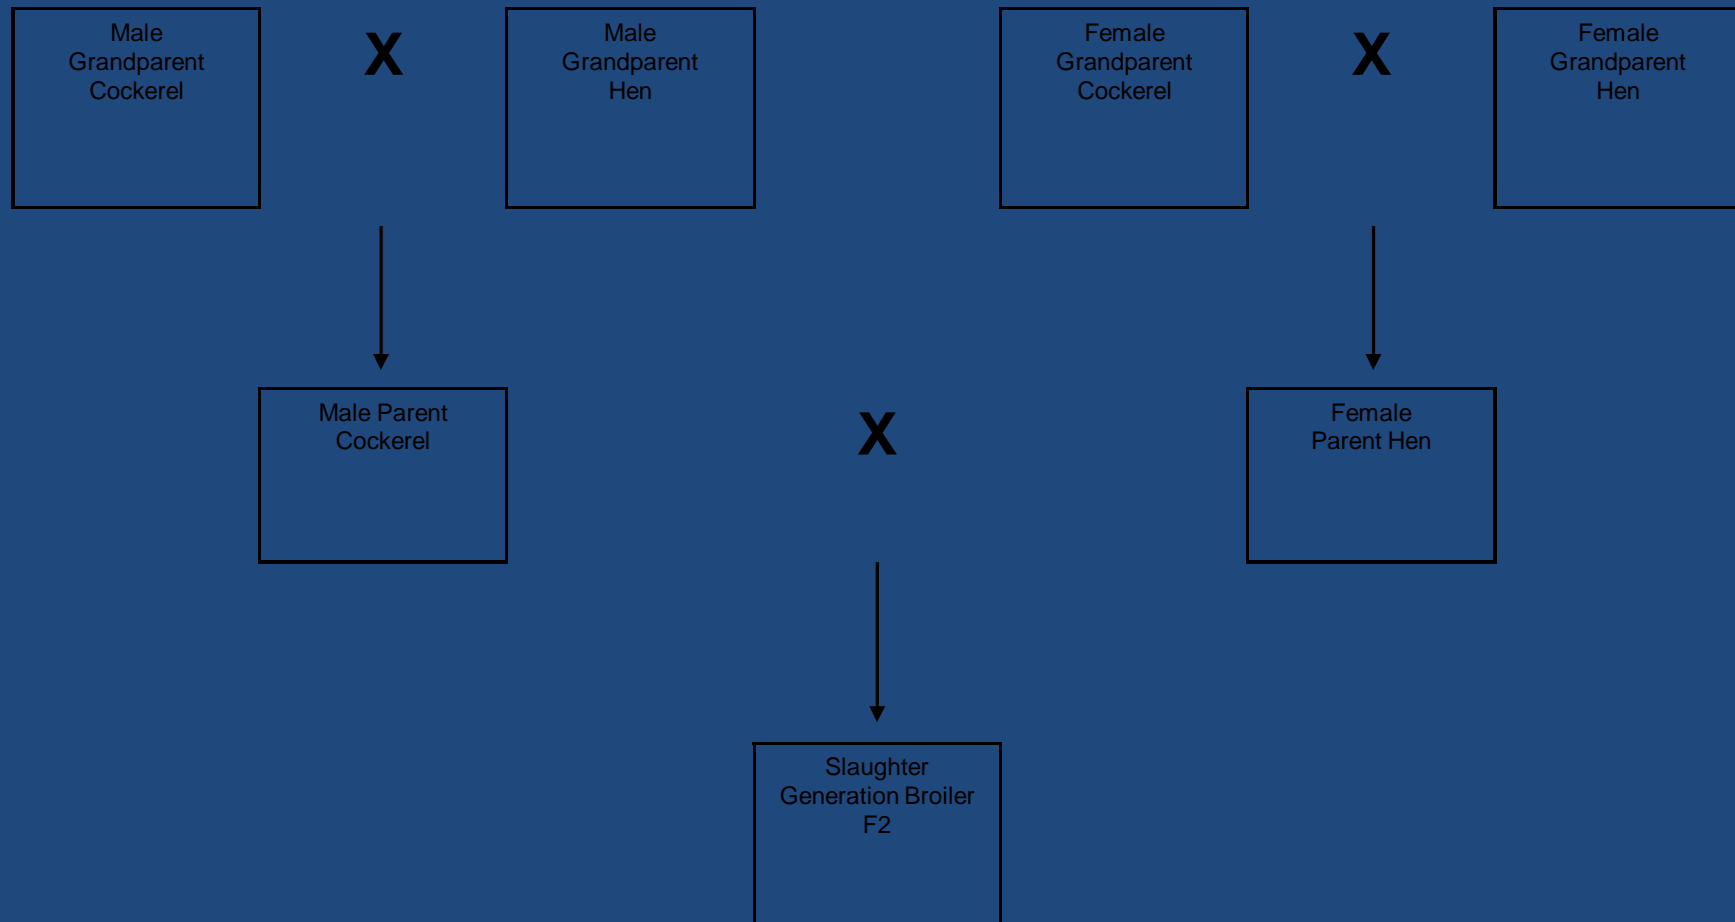 Male
Grandparent
Cockerel
X
Male
Grandparent
Hen
Female
Grandparent
Cockerel
X
Female
Grandparent
Hen
Male Parent
Cockerel
X
Female
Parent Hen
Slaughter
Generation Broiler
F2